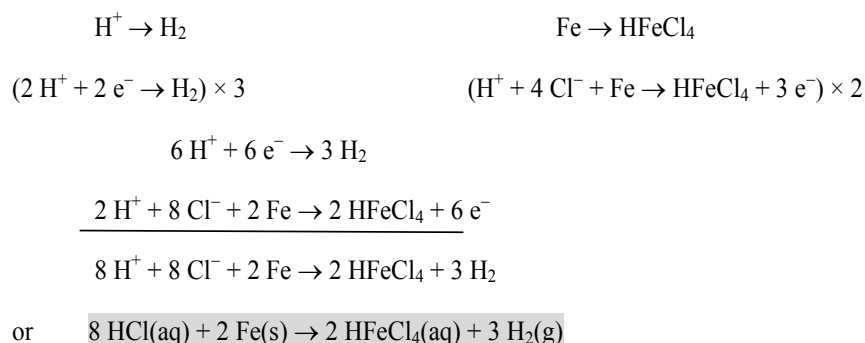 H⁺ → H₂ Fe → HFeCl₄
(2 H⁺ + 2 e⁻ → H₂) × 3 (H⁺ + 4 Cl⁻ + Fe → HFeCl₄ + 3 e⁻) × 2
6 H⁺ + 6 e⁻ → 3 H₂
2 H⁺ + 8 Cl⁻ + 2 Fe → 2 HFeCl₄ + 6 e⁻
8 H⁺ + 8 Cl⁻ + 2 Fe → 2 HFeCl₄ + 3 H₂
or 8 HCl(aq) + 2 Fe(s) → 2 HFeCl₄(aq) + 3 H₂(g)